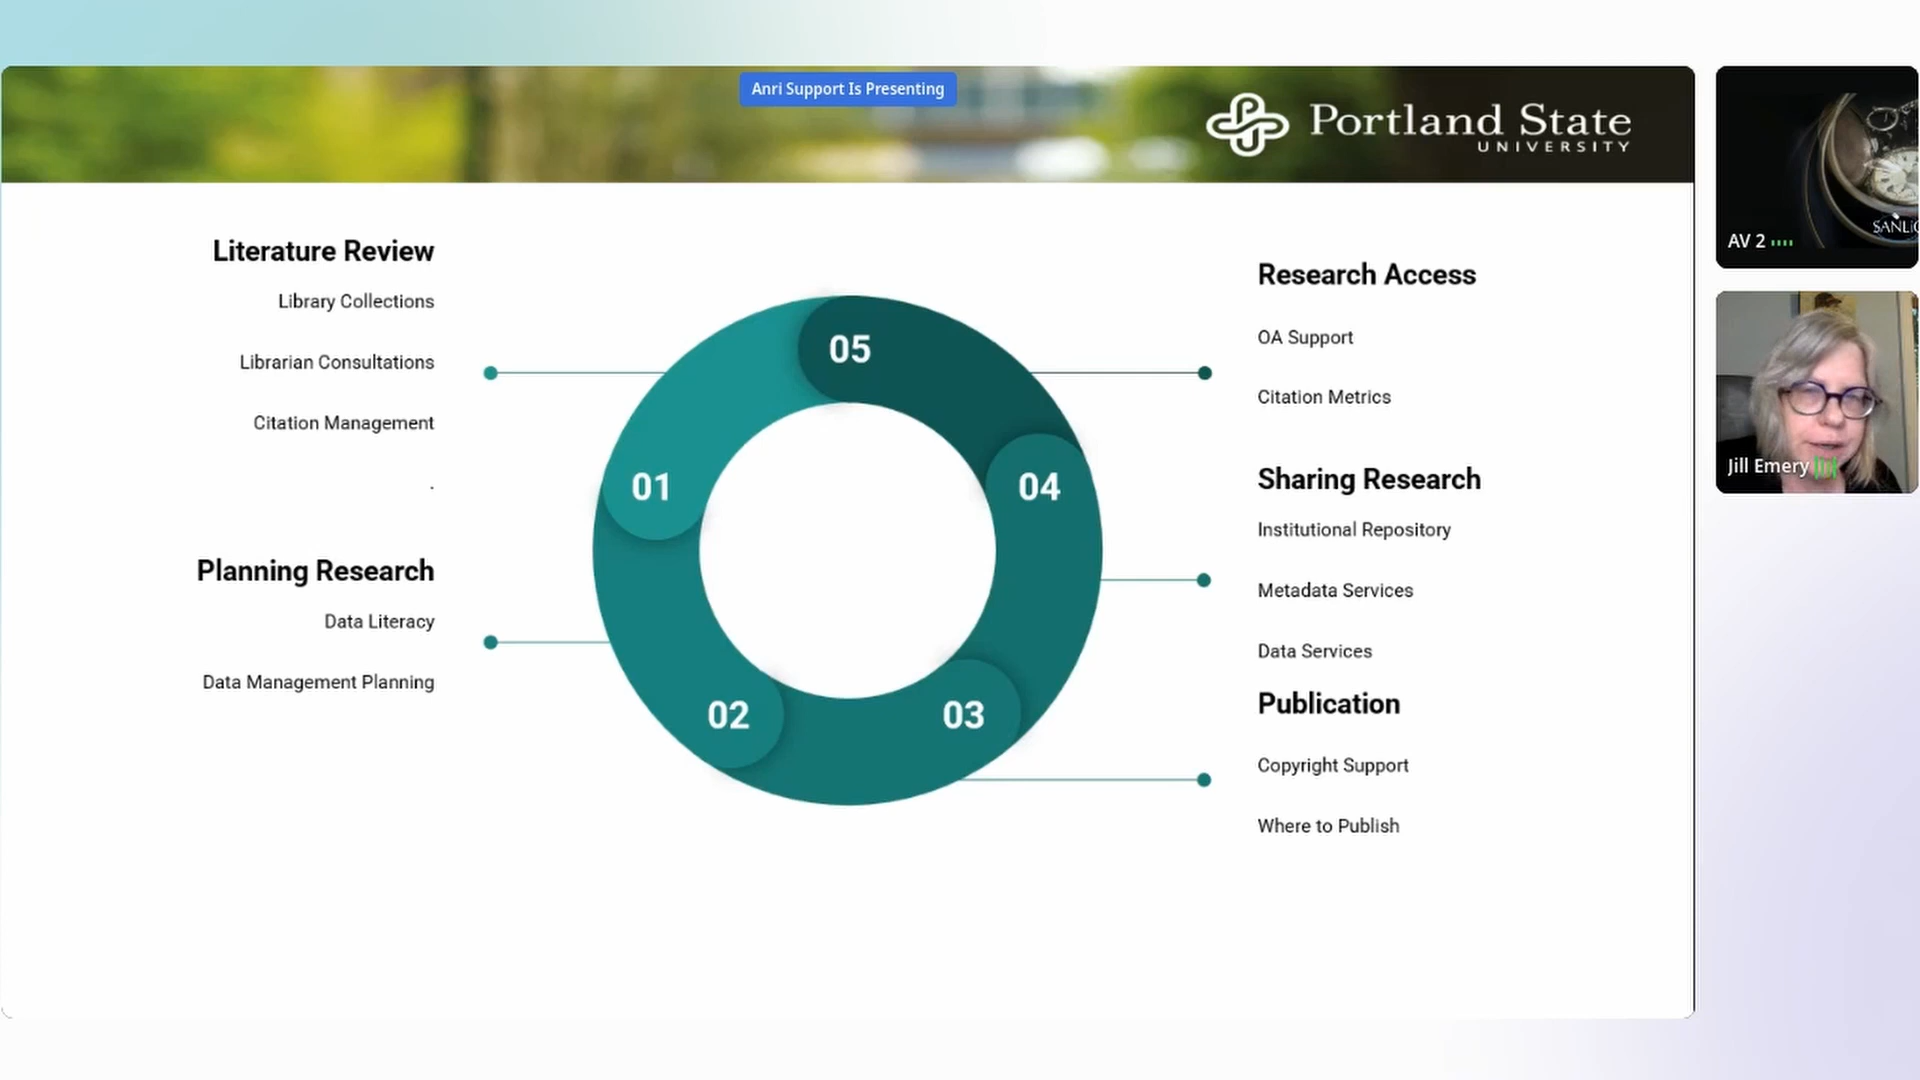 Anri Support Is Presenting
Portland State
UNIVERSITY
Literature Review
Library Collections
Librarian Consultations
Citation Management
.
Planning Research
Data Literacy
Data Management Planning
05
01
04
02
03
Research Access
OA Support
Citation Metrics
Sharing Research
Institutional Repository
Metadata Services
Data Services
Publication
Copyright Support
Where to Publish
AV 2
Jill Emery